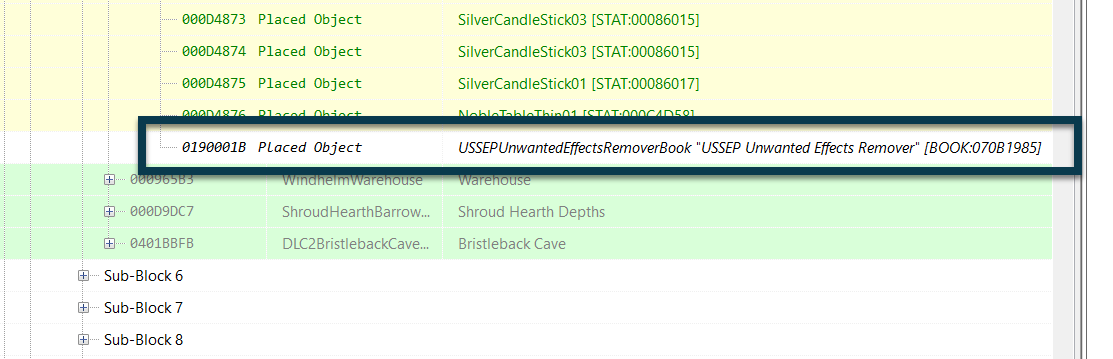 000D4873 Placed Object SilverCandleStick03 [STAT:00086015]
000D4874 Placed Object SilverCandleStick03 [STAT:00086015]
000D4875 Placed Object SilverCandleStick01 [STAT:00086017]
000D4876 Placed Object NobleTableThin01 [STAT:000C4D58]
0190001B Placed Object USSEPUnwantedEffectsRemoverBook "USSEP Unwanted Effects Remover" [BOOK:070B1985]
000965B3 WindhelmWarehouse Warehouse
000D9DC7 ShroudHearthBarrow... Shroud Hearth Depths
0401BBFB DLC2BristlebackCave... Bristleback Cave
Sub-Block 6
Sub-Block 7
Sub-Block 8